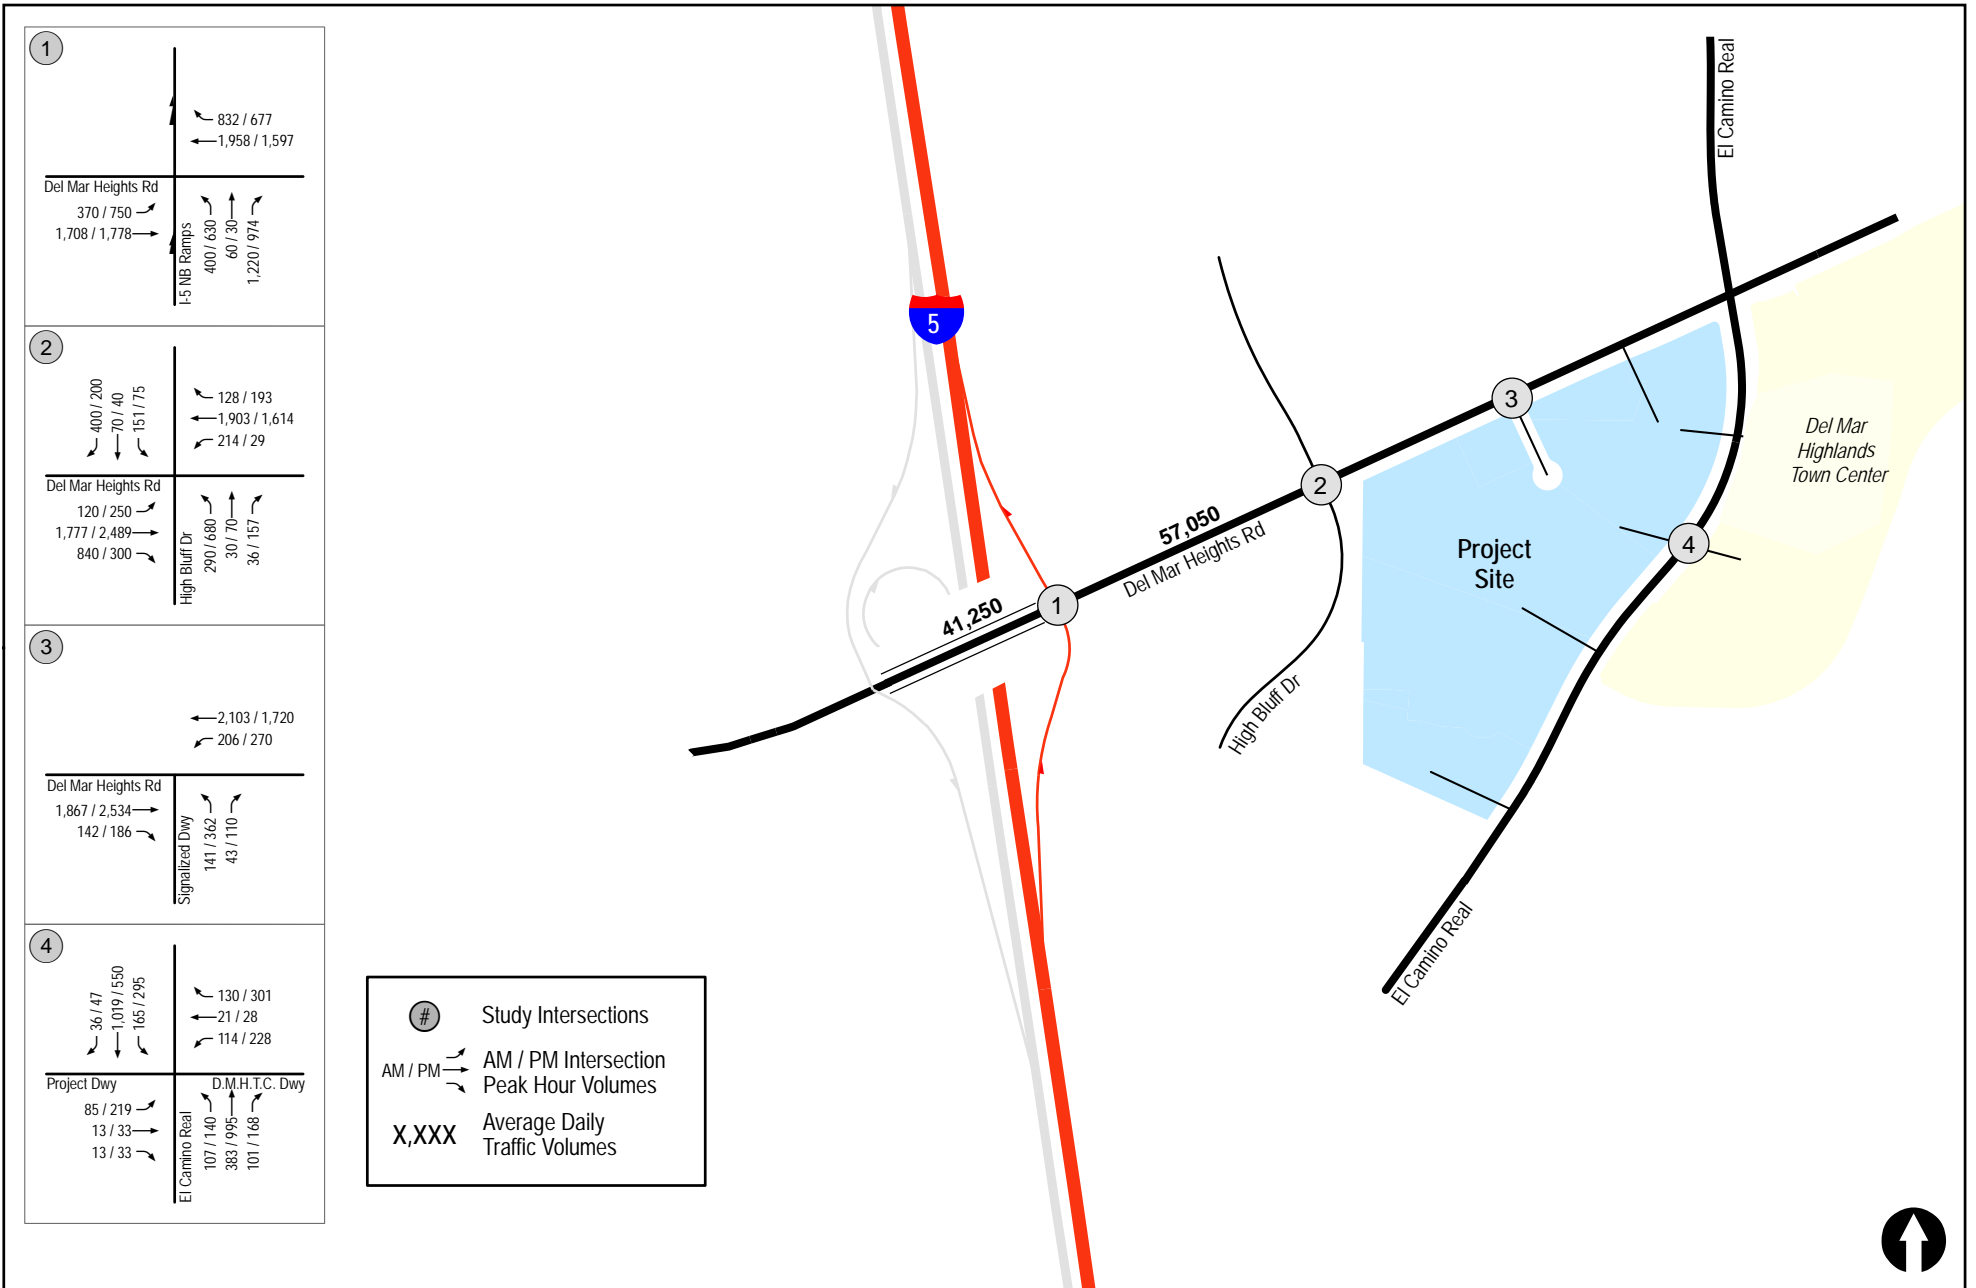 1
832 / 677
1,958 / 1,597
Del Mar Heights Rd
370 / 750
1,708 / 1,778
I-5 NB Ramps
400 / 630
60 / 30
1,220 / 974
2
400 / 200
70 / 40
151 / 75
128 / 193
1,903 / 1,614
214 / 29
Del Mar Heights Rd
120 / 250
1,777 / 2,489
840 / 300
High Bluff Dr
290 / 680
30 / 70
36 / 157
3
2,103 / 1,720
206 / 270
Del Mar Heights Rd
1,867 / 2,534
142 / 186
Signalized Dwy
141 / 362
43 / 110
4
36 / 47
1,019 / 550
165 / 295
130 / 301
21 / 28
114 / 228
Project Dwy
D.M.H.T.C. Dwy
85 / 219
13 / 33
13 / 33
El Camino Real
107 / 140
383 / 995
101 / 168
#
Study Intersections
AM / PM
AM / PM Intersection
Peak Hour Volumes
X,XXX
Average Daily
Traffic Volumes
5
El Camino Real
3
2
57,050
Del Mar Heights Rd
41,250
1
High Bluff Dr
Project
Site
4
Del Mar
Highlands
Town Center
El Camino Real